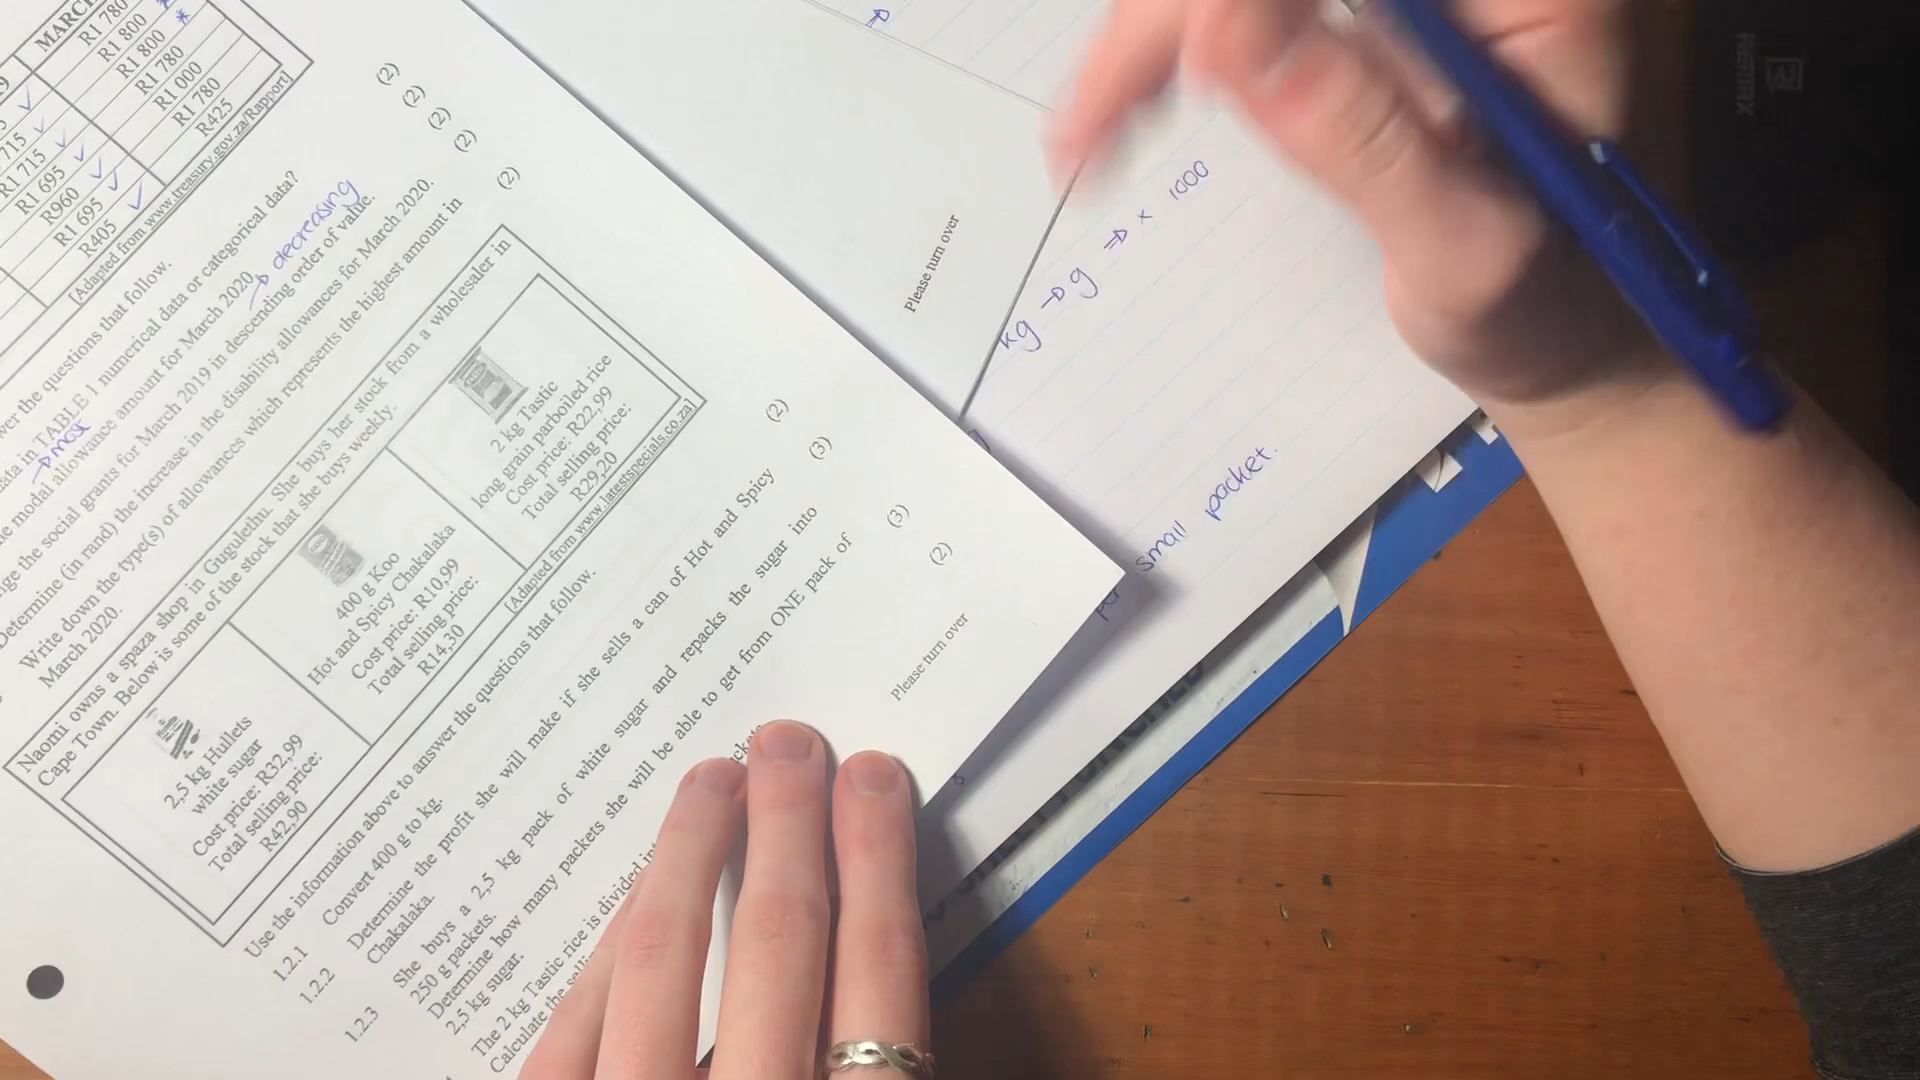 MARC
R1 780
R1 800 *
R1 800 *
R1 780
R1 000
R1 780
R425
715 ✓
R1 715 ✓
R1 695 ✓
R960 ✓
R1 695 ✓
R405 ✓
[Adapted from www.treasury.gov.za/Rapport]
wer the questions that follow.
data in TABLE 1 numerical data or categorical data? (2)
most
e modal allowance amount for March 2020 (2)
decreasing
nge the social grants for March 2019 in descending order of value. (2)
Determine (in rand) the increase in the disability allowances for March 2020. (2)
Write down the type(s) of allowances which represents the highest amount in
March 2020. (2)
Naomi owns a spaza shop in Gugulethu. She buys her stock from a wholesaler in
Cape Town. Below is some of the stock that she buys weekly.
2,5 kg Hullets
white sugar
Cost price: R32,99
Total selling price:
R42,90
400 g Koo
Hot and Spicy Chakalaka
Cost price: R10,99
Total selling price:
R14,30
2 kg Tastic
long grain parboiled rice
Cost price: R22,99
Total selling price:
R29,20
[Adapted from www.latestspecials.co.za]
Use the information above to answer the questions that follow.
1.2.1 Convert 400 g to kg. (2)
1.2.2 Determine the profit she will make if she sells a can of Hot and Spicy
Chakalaka. (3)
1.2.3 She buys a 2,5 kg pack of white sugar and repacks the sugar into
250 g packets.
Determine how many packets she will be able to get from ONE pack of
2,5 kg sugar. (3)
The 2 kg Tastic rice is divided int
Calculate the selli
(2)
Please turn over
Please turn over
kg → g ⇒ × 1000
small packet.
REMAX